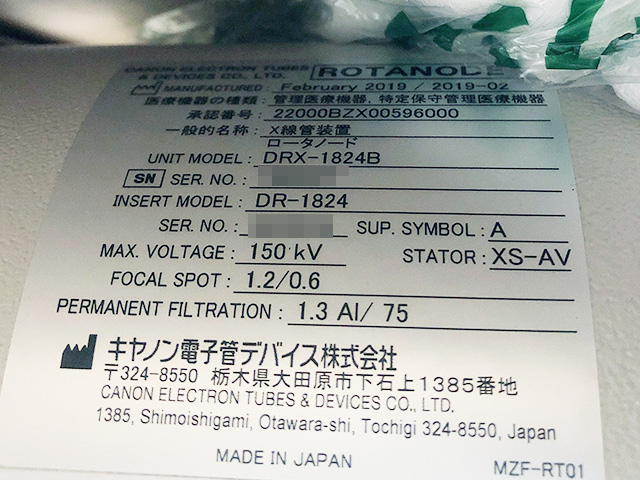 CANON ELECTRON TUBES
& DEVICES CO., LTD. ROTANODE
MANUFACTURED : February 2019 / 2019-02
医療機器の種類 : 管理医療機器, 特定保守管理医療機器
承認番号 : 22000BZX00596000
一般的名称 : X線管装置
ロータノード
UNIT MODEL : DRX-1824B
SN SER. NO. :
INSERT MODEL : DR-1824
SER. NO. : SUP. SYMBOL : A
MAX. VOLTAGE : 150 kV STATOR : XS-AV
FOCAL SPOT : 1.2/0.6
PERMANENT FILTRATION : 1.3 Al/ 75
キヤノン電子管デバイス株式会社
〒324-8550 栃木県大田原市下石上1385番地
CANON ELECTRON TUBES & DEVICES CO., LTD.
1385, Shimoishigami, Otawara-shi, Tochigi 324-8550, Japan
MADE IN JAPAN
MZF-RT01